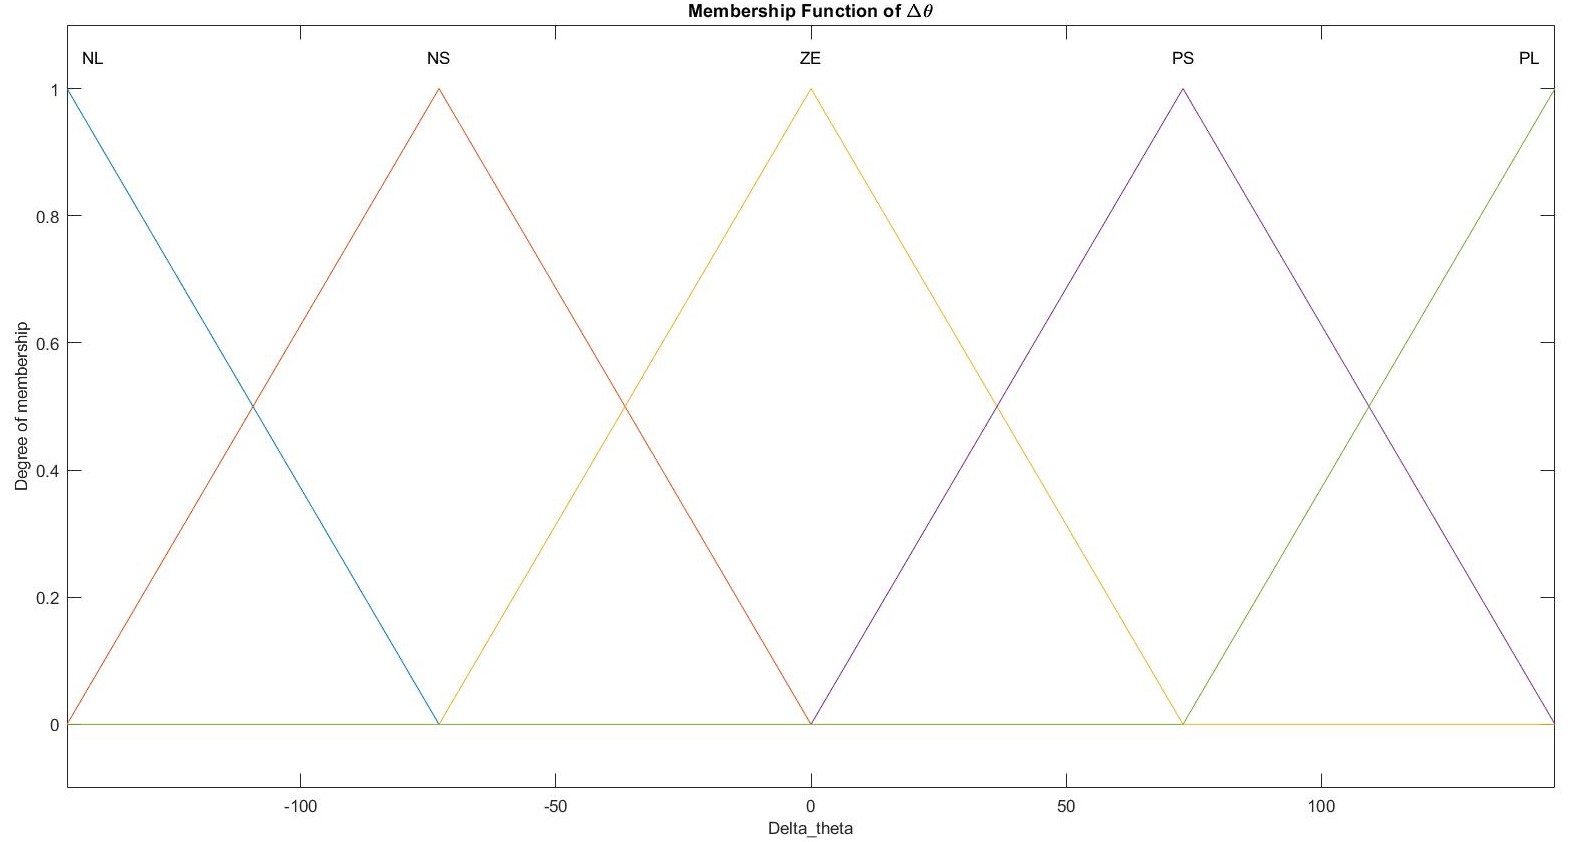 Membership Function of Δθ
NL NS ZE PS PL
1
0.8
0.6
0.4
0.2
0
Degree of membership
-100 -50 0 50 100
Delta_theta